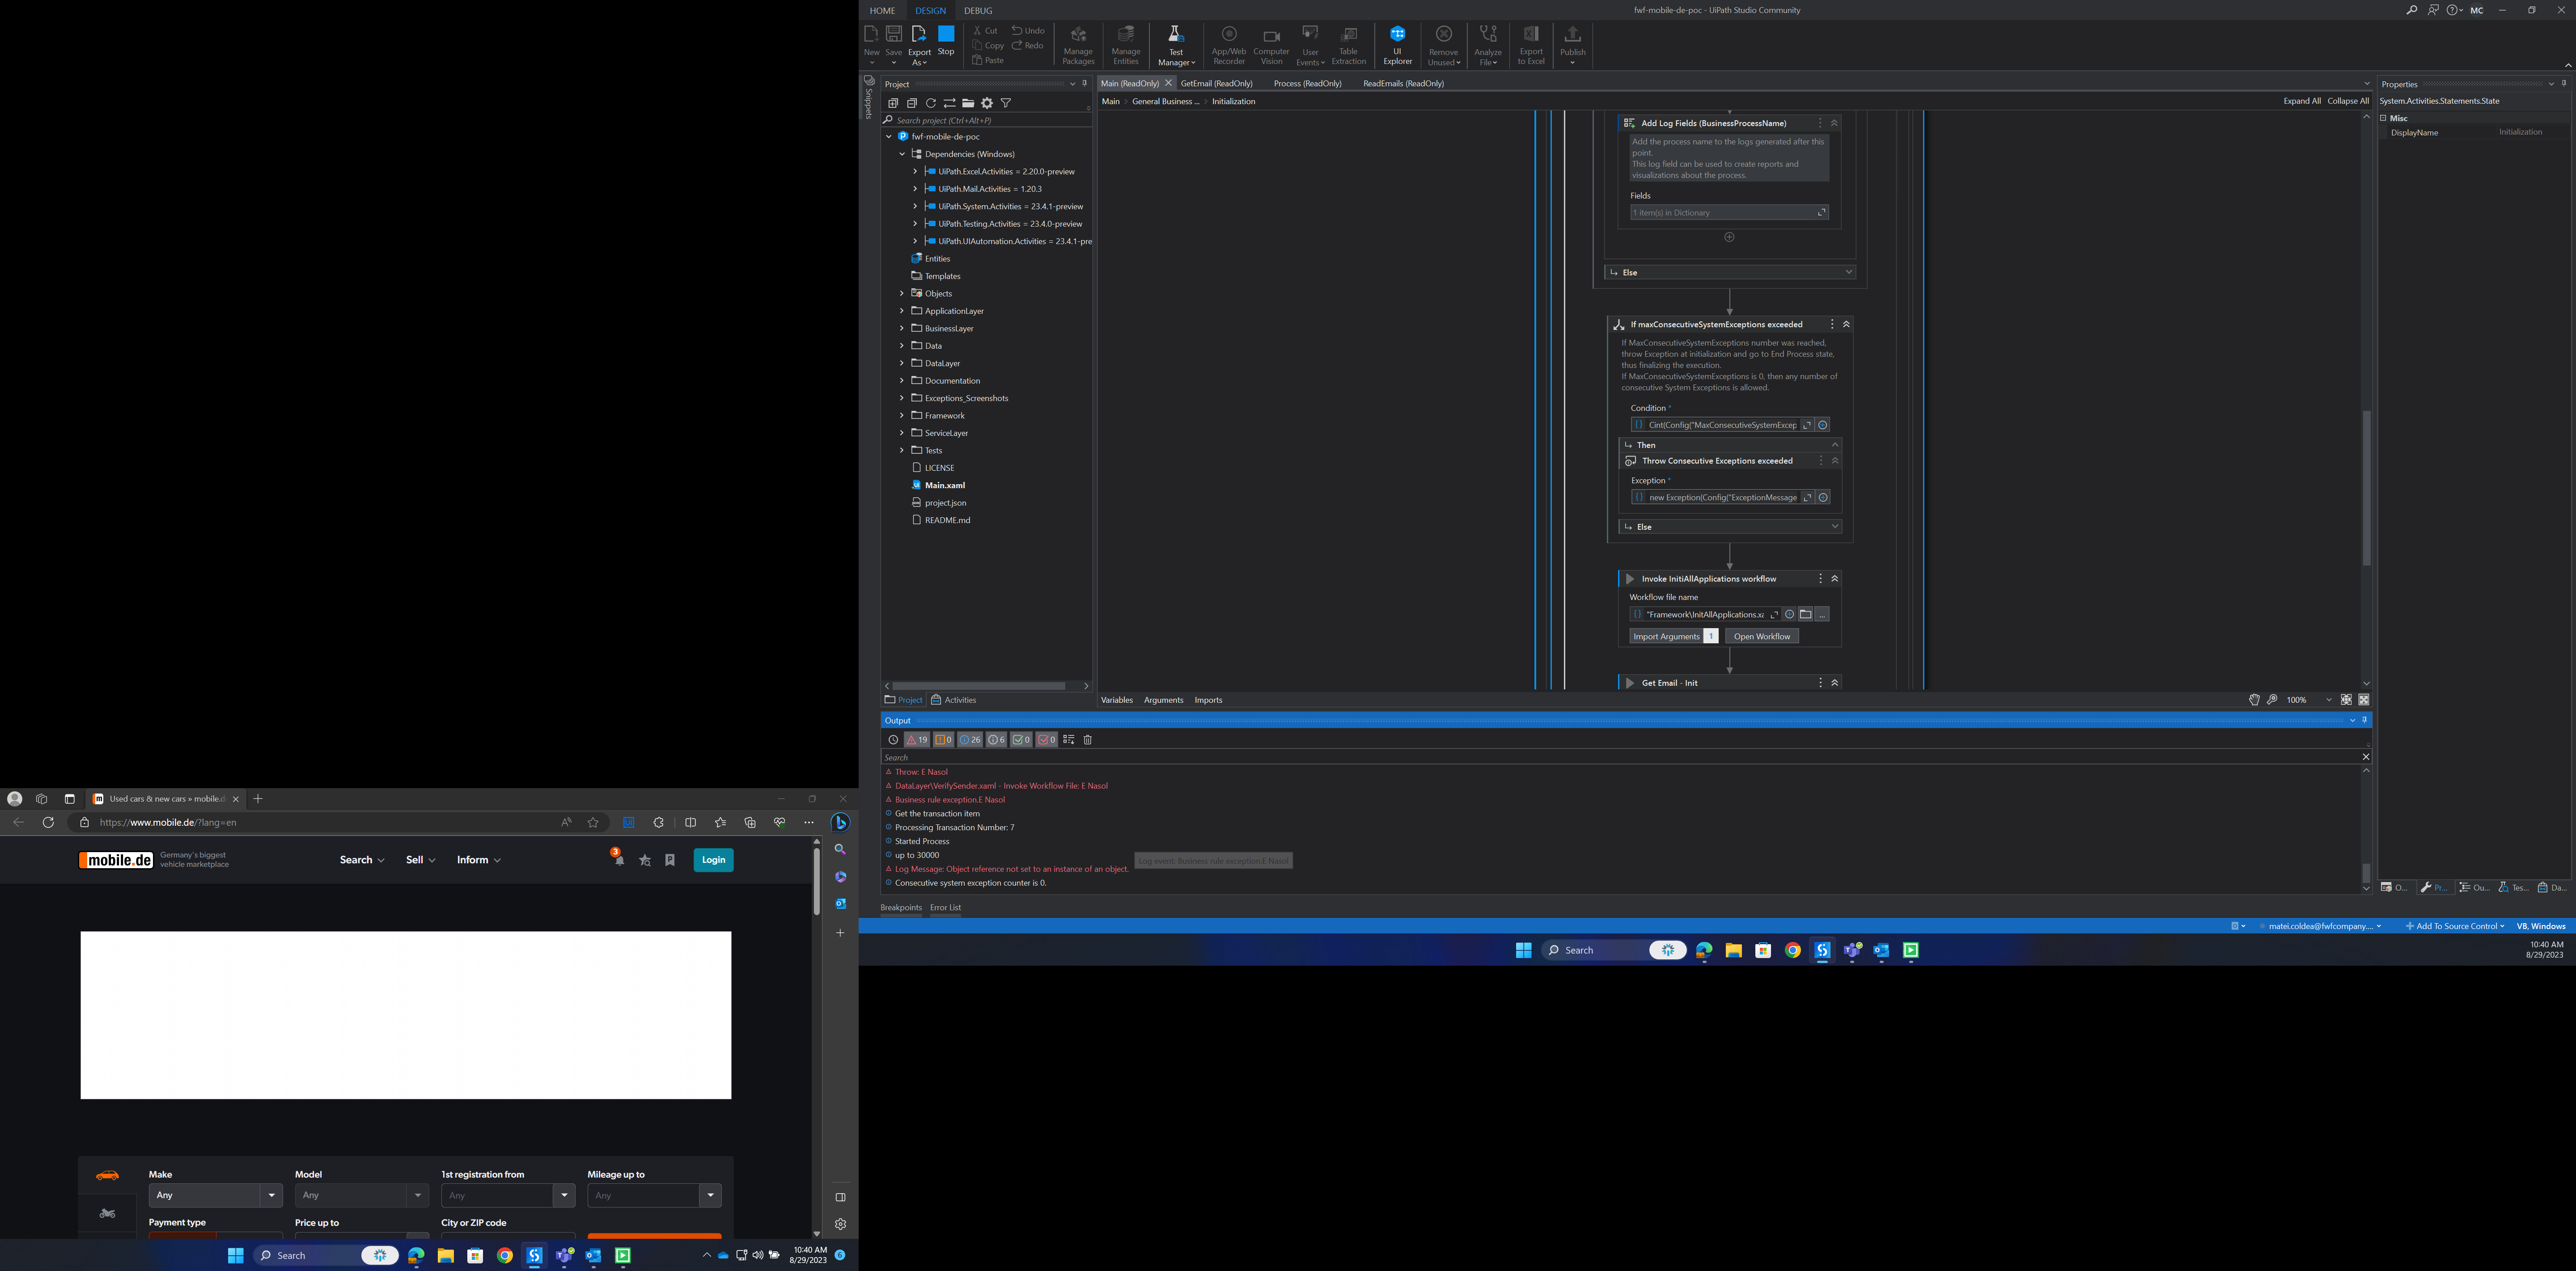 HOME DESIGN DEBUG
fwf-mobile-de-poc - UiPath Studio Community
MC
New
Save
Export As
Stop
Cut
Copy
Paste
Undo
Redo
Manage Packages
Manage Entities
Test Manager
App/Web Recorder
Computer Vision
User Events
Table Extraction
UI Explorer
Remove Unused
Analyze File
Export to Excel
Publish
Snippets
Project
Search project (Ctrl+Alt+P)
fwf-mobile-de-poc
Dependencies (Windows)
UiPath.Excel.Activities = 2.20.0-preview
UiPath.Mail.Activities = 1.20.3
UiPath.System.Activities = 23.4.1-preview
UiPath.Testing.Activities = 23.4.0-preview
UiPath.UIAutomation.Activities = 23.4.1-pre
Entities
Templates
Objects
ApplicationLayer
BusinessLayer
Data
DataLayer
Documentation
Exceptions_Screenshots
Framework
ServiceLayer
Tests
LICENSE
Main.xaml
project.json
README.md
Project Activities
Main (ReadOnly) GetEmail (ReadOnly) Process (ReadOnly) ReadEmails (ReadOnly)
Main > General Business ... > Initialization
Expand All Collapse All
Add Log Fields (BusinessProcessName)
Add the process name to the logs generated after this
point.
This log field can be used to create reports and
visualizations about the process.
Fields
1 item(s) in Dictionary
Else
If maxConsecutiveSystemExceptions exceeded
If MaxConsecutiveSystemExceptions number was reached,
throw Exception at initialization and go to End Process state,
thus finalizing the execution.
If MaxConsecutiveSystemExceptions is 0, then any number of
consecutive System Exceptions is allowed.
Condition *
Cint(Config("MaxConsecutiveSystemExcep
Then
Throw Consecutive Exceptions exceeded
Exception *
new Exception(Config("ExceptionMessage
Else
Invoke InitiAllApplications workflow
Workflow file name
"Framework\InitAllApplications.xa
Import Arguments 1 Open Workflow
Get Email - Init
Variables Arguments Imports
100%
Properties
System.Activities.Statements.State
Misc
DisplayName Initialization
O... Pr... Ou... Tes... Da...
Output
19 0 26 6 0 0
Search
Throw: E Nasol
DataLayer\VerifySender.xaml - Invoke Workflow File: E Nasol
Business rule exception.E Nasol
Get the transaction item
Processing Transaction Number: 7
Started Process
up to 30000
Log event: Business rule exception.E Nasol
Log Message: Object reference not set to an instance of an object.
Consecutive system exception counter is 0.
Breakpoints Error List
matei.coldea@fwfcompany....
Add To Source Control
VB, Windows
Search
10:40 AM
8/29/2023
Used cars & new cars » mobile.d
https://www.mobile.de/?lang=en
mobile.de
Germany's biggest
vehicle marketplace
Search Sell Inform
3
Login
Make Model 1st registration from Mileage up to
Any Any Any Any
Payment type Price up to City or ZIP code
Search
10:40 AM
8/29/2023
6